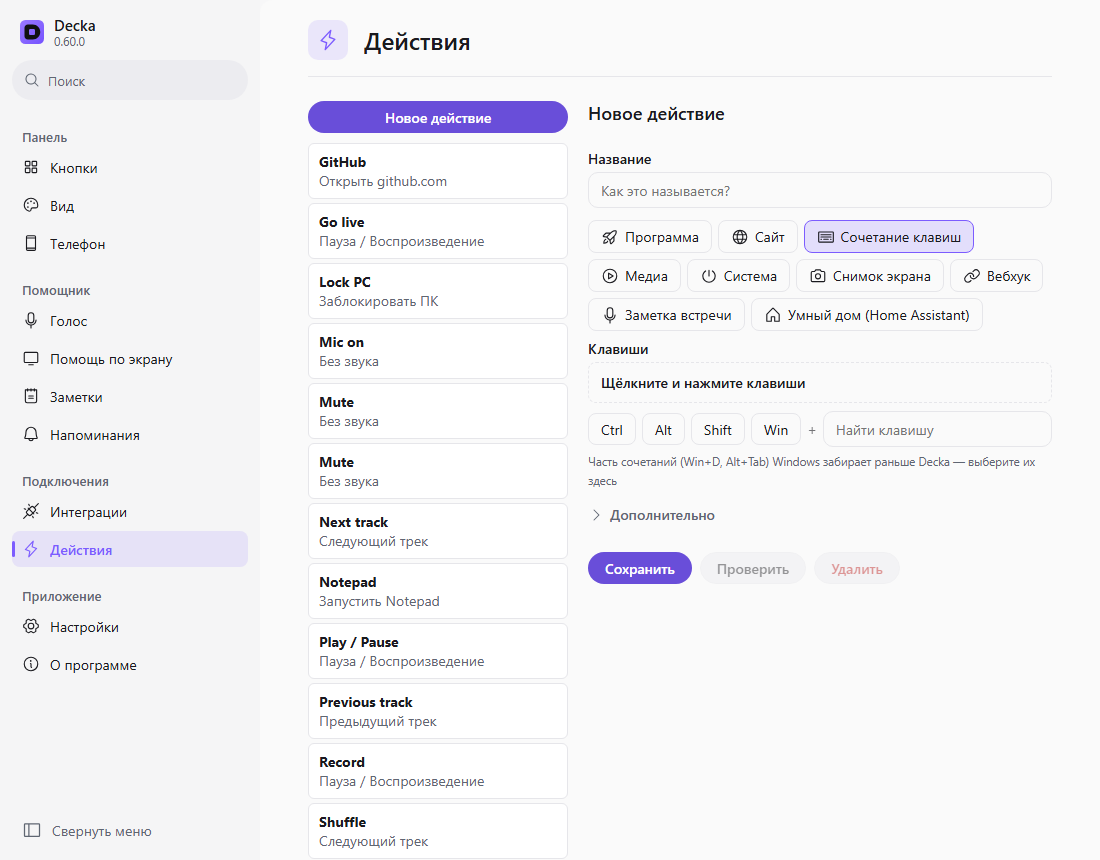 Decka
0.60.0
Поиск
Панель
Кнопки
Вид
Телефон
Помощник
Голос
Помощь по экрану
Заметки
Напоминания
Подключения
Интеграции
Действия
Приложение
Настройки
О программе
Свернуть меню
Действия
Новое действие
GitHub
Открыть github.com
Go live
Пауза / Воспроизведение
Lock PC
Заблокировать ПК
Mic on
Без звука
Mute
Без звука
Mute
Без звука
Next track
Следующий трек
Notepad
Запустить Notepad
Play / Pause
Пауза / Воспроизведение
Previous track
Предыдущий трек
Record
Пауза / Воспроизведение
Shuffle
Следующий трек
Новое действие
Название
Как это называется?
Программа Сайт Сочетание клавиш
Медиа Система Снимок экрана Вебхук
Заметка встречи Умный дом (Home Assistant)
Клавиши
Щёлкните и нажмите клавиши
Ctrl Alt Shift Win + Найти клавишу
Часть сочетаний (Win+D, Alt+Tab) Windows забирает раньше Decka — выберите их
здесь
Дополнительно
Сохранить Проверить Удалить